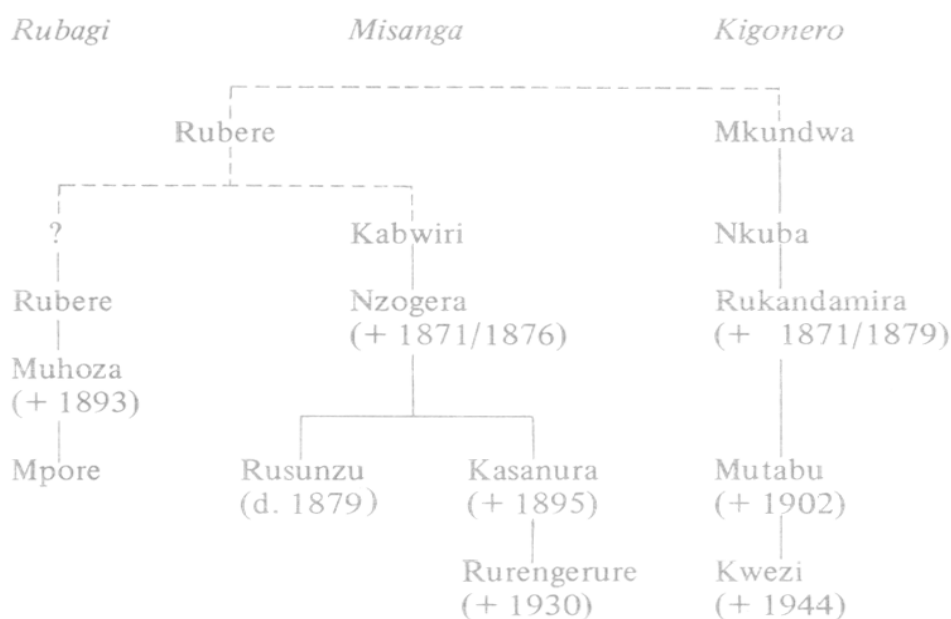 Rubagi Misanga Kigonero
Rubere Mkundwa
? Kabwiri Nkuba
Rubere Nzogera Rukandamira
(+ 1871/1876) (+ 1871/1879)
Muhoza
(+ 1893)
Mpore Rusunzu Kasanura Mutabu
(d. 1879) (+ 1895) (+ 1902)
Rurengerure Kwezi
(+ 1930) (+ 1944)